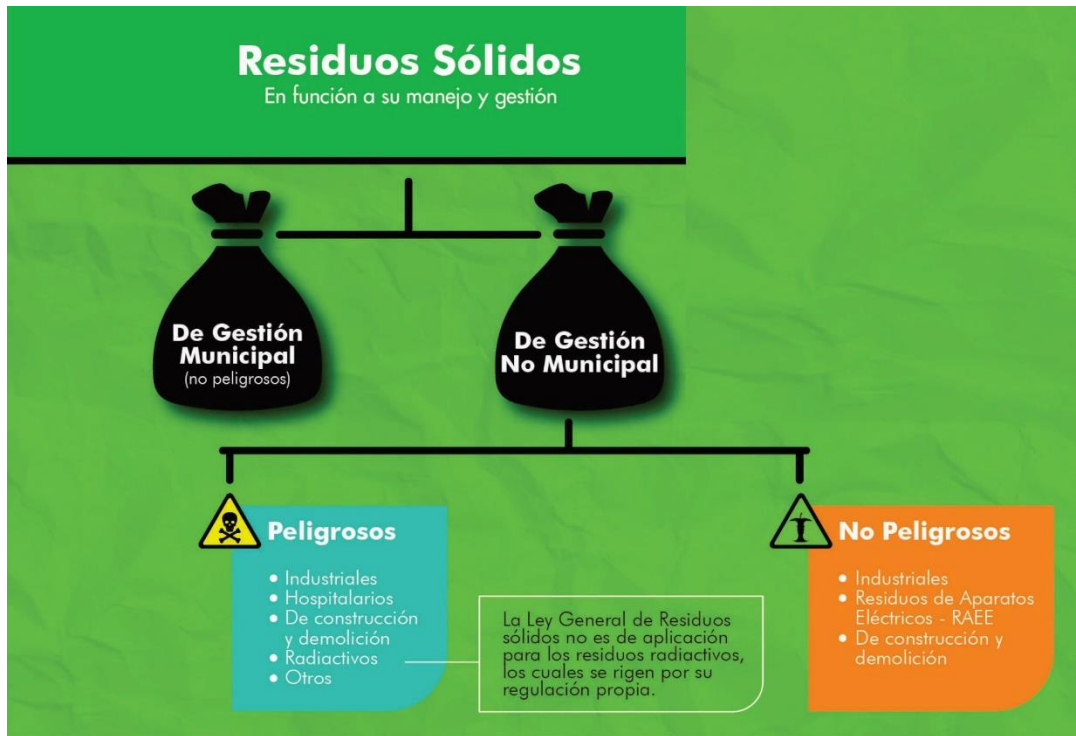 Residuos Sólidos
En función a su manejo y gestión
De Gestión
Municipal
(no peligrosos)
De Gestión
No Municipal
Peligrosos
• Industriales
• Hospitalarios
• De construcción
y demolición
• Radiactivos
• Otros
La Ley General de Residuos
sólidos no es de aplicación
para los residuos radiactivos,
los cuales se rigen por su
regulación propia.
No Peligrosos
• Industriales
• Residuos de Aparatos
Eléctricos - RAEE
• De construcción y
demolición